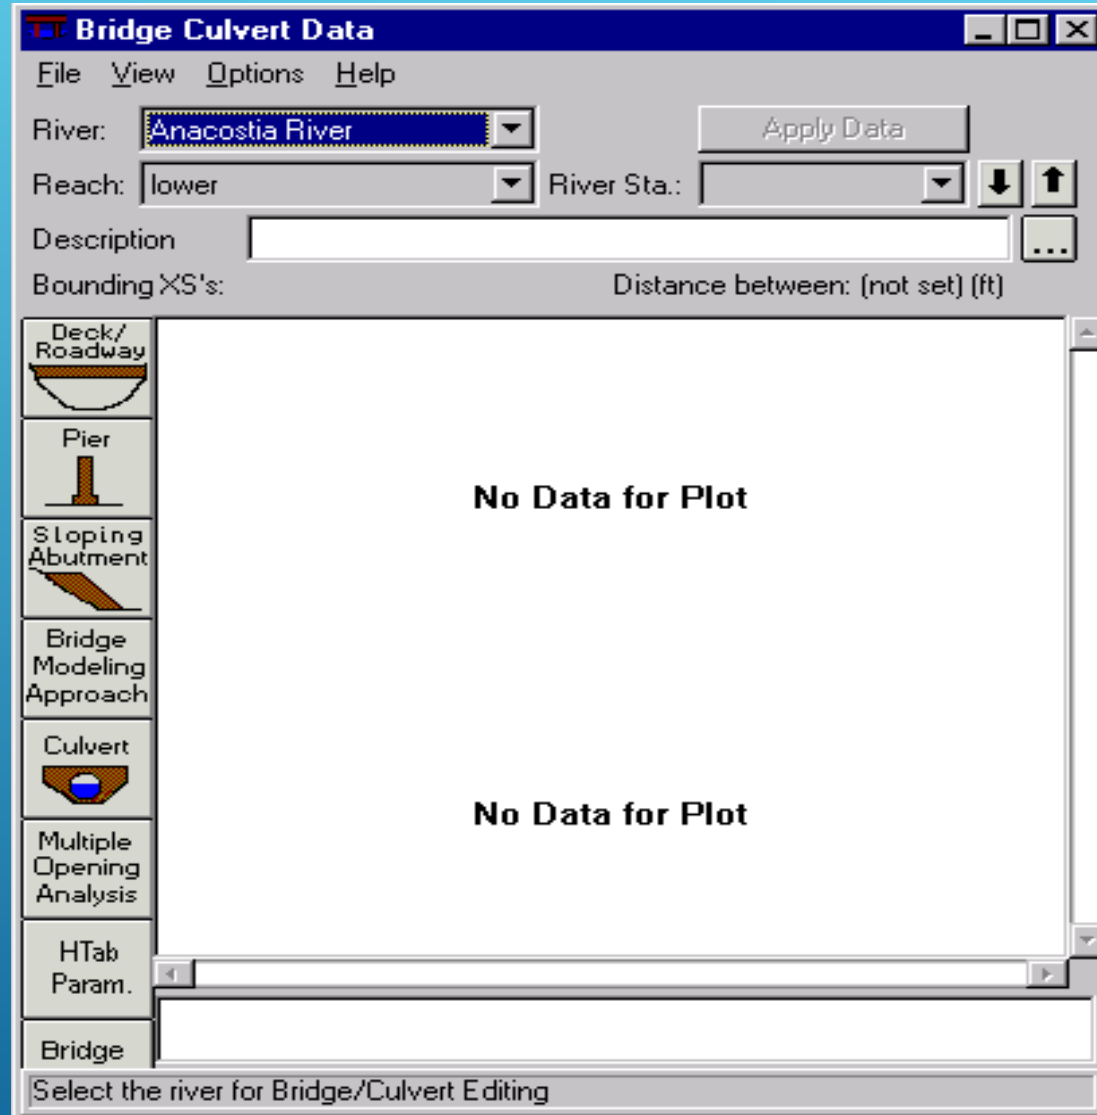 Bridge Culvert Data
File View Options Help
River: Anacostia River Apply Data
Reach: lower River Sta.:
Description ...
Bounding XS's: Distance between: (not set) (ft)
Deck/
Roadway
Pier
Sloping
Abutment
Bridge
Modeling
Approach
Culvert
Multiple
Opening
Analysis
HTab
Param.
Bridge
No Data for Plot
No Data for Plot
Select the river for Bridge/Culvert Editing